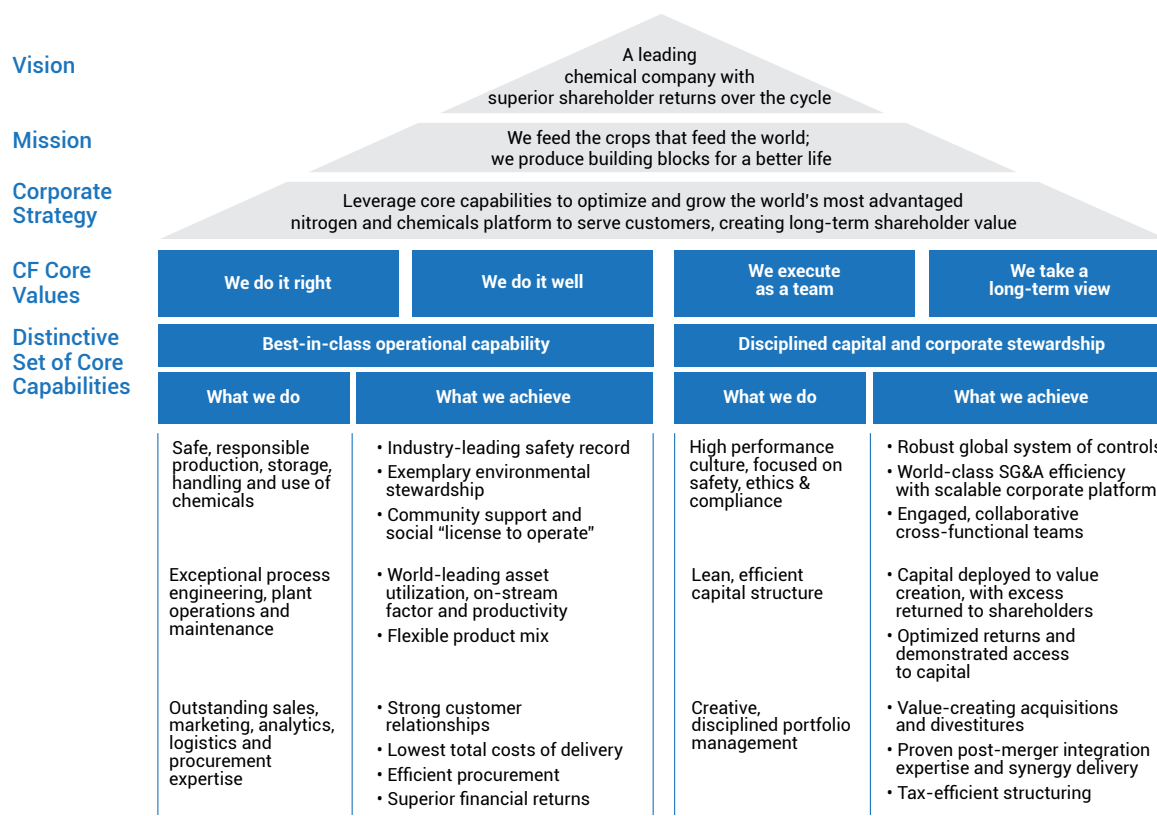 Vision
A leading
chemical company with
superior shareholder returns over the cycle
Mission
We feed the crops that feed the world;
we produce building blocks for a better life
Corporate
Strategy
Leverage core capabilities to optimize and grow the world's most advantaged
nitrogen and chemicals platform to serve customers, creating long-term shareholder value
CF Core
Values
We do it right
We do it well
We execute
as a team
We take a
long-term view
Distinctive
Set of Core
Capabilities
Best-in-class operational capability
Disciplined capital and corporate stewardship
What we do
What we achieve
What we do
What we achieve
Safe, responsible
production, storage,
handling and use of
chemicals
• Industry-leading safety record
• Exemplary environmental
stewardship
• Community support and
social “license to operate”
High performance
culture, focused on
safety, ethics &
compliance
• Robust global system of controls
• World-class SG&A efficiency
with scalable corporate platform
• Engaged, collaborative
cross-functional teams
Exceptional process
engineering, plant
operations and
maintenance
• World-leading asset
utilization, on-stream
factor and productivity
• Flexible product mix
Lean, efficient
capital structure
• Capital deployed to value
creation, with excess
returned to shareholders
• Optimized returns and
demonstrated access
to capital
Outstanding sales,
marketing, analytics,
logistics and
procurement
expertise
• Strong customer
relationships
• Lowest total costs of delivery
• Efficient procurement
• Superior financial returns
Creative,
disciplined portfolio
management
• Value-creating acquisitions
and divestitures
• Proven post-merger integration
expertise and synergy delivery
• Tax-efficient structuring